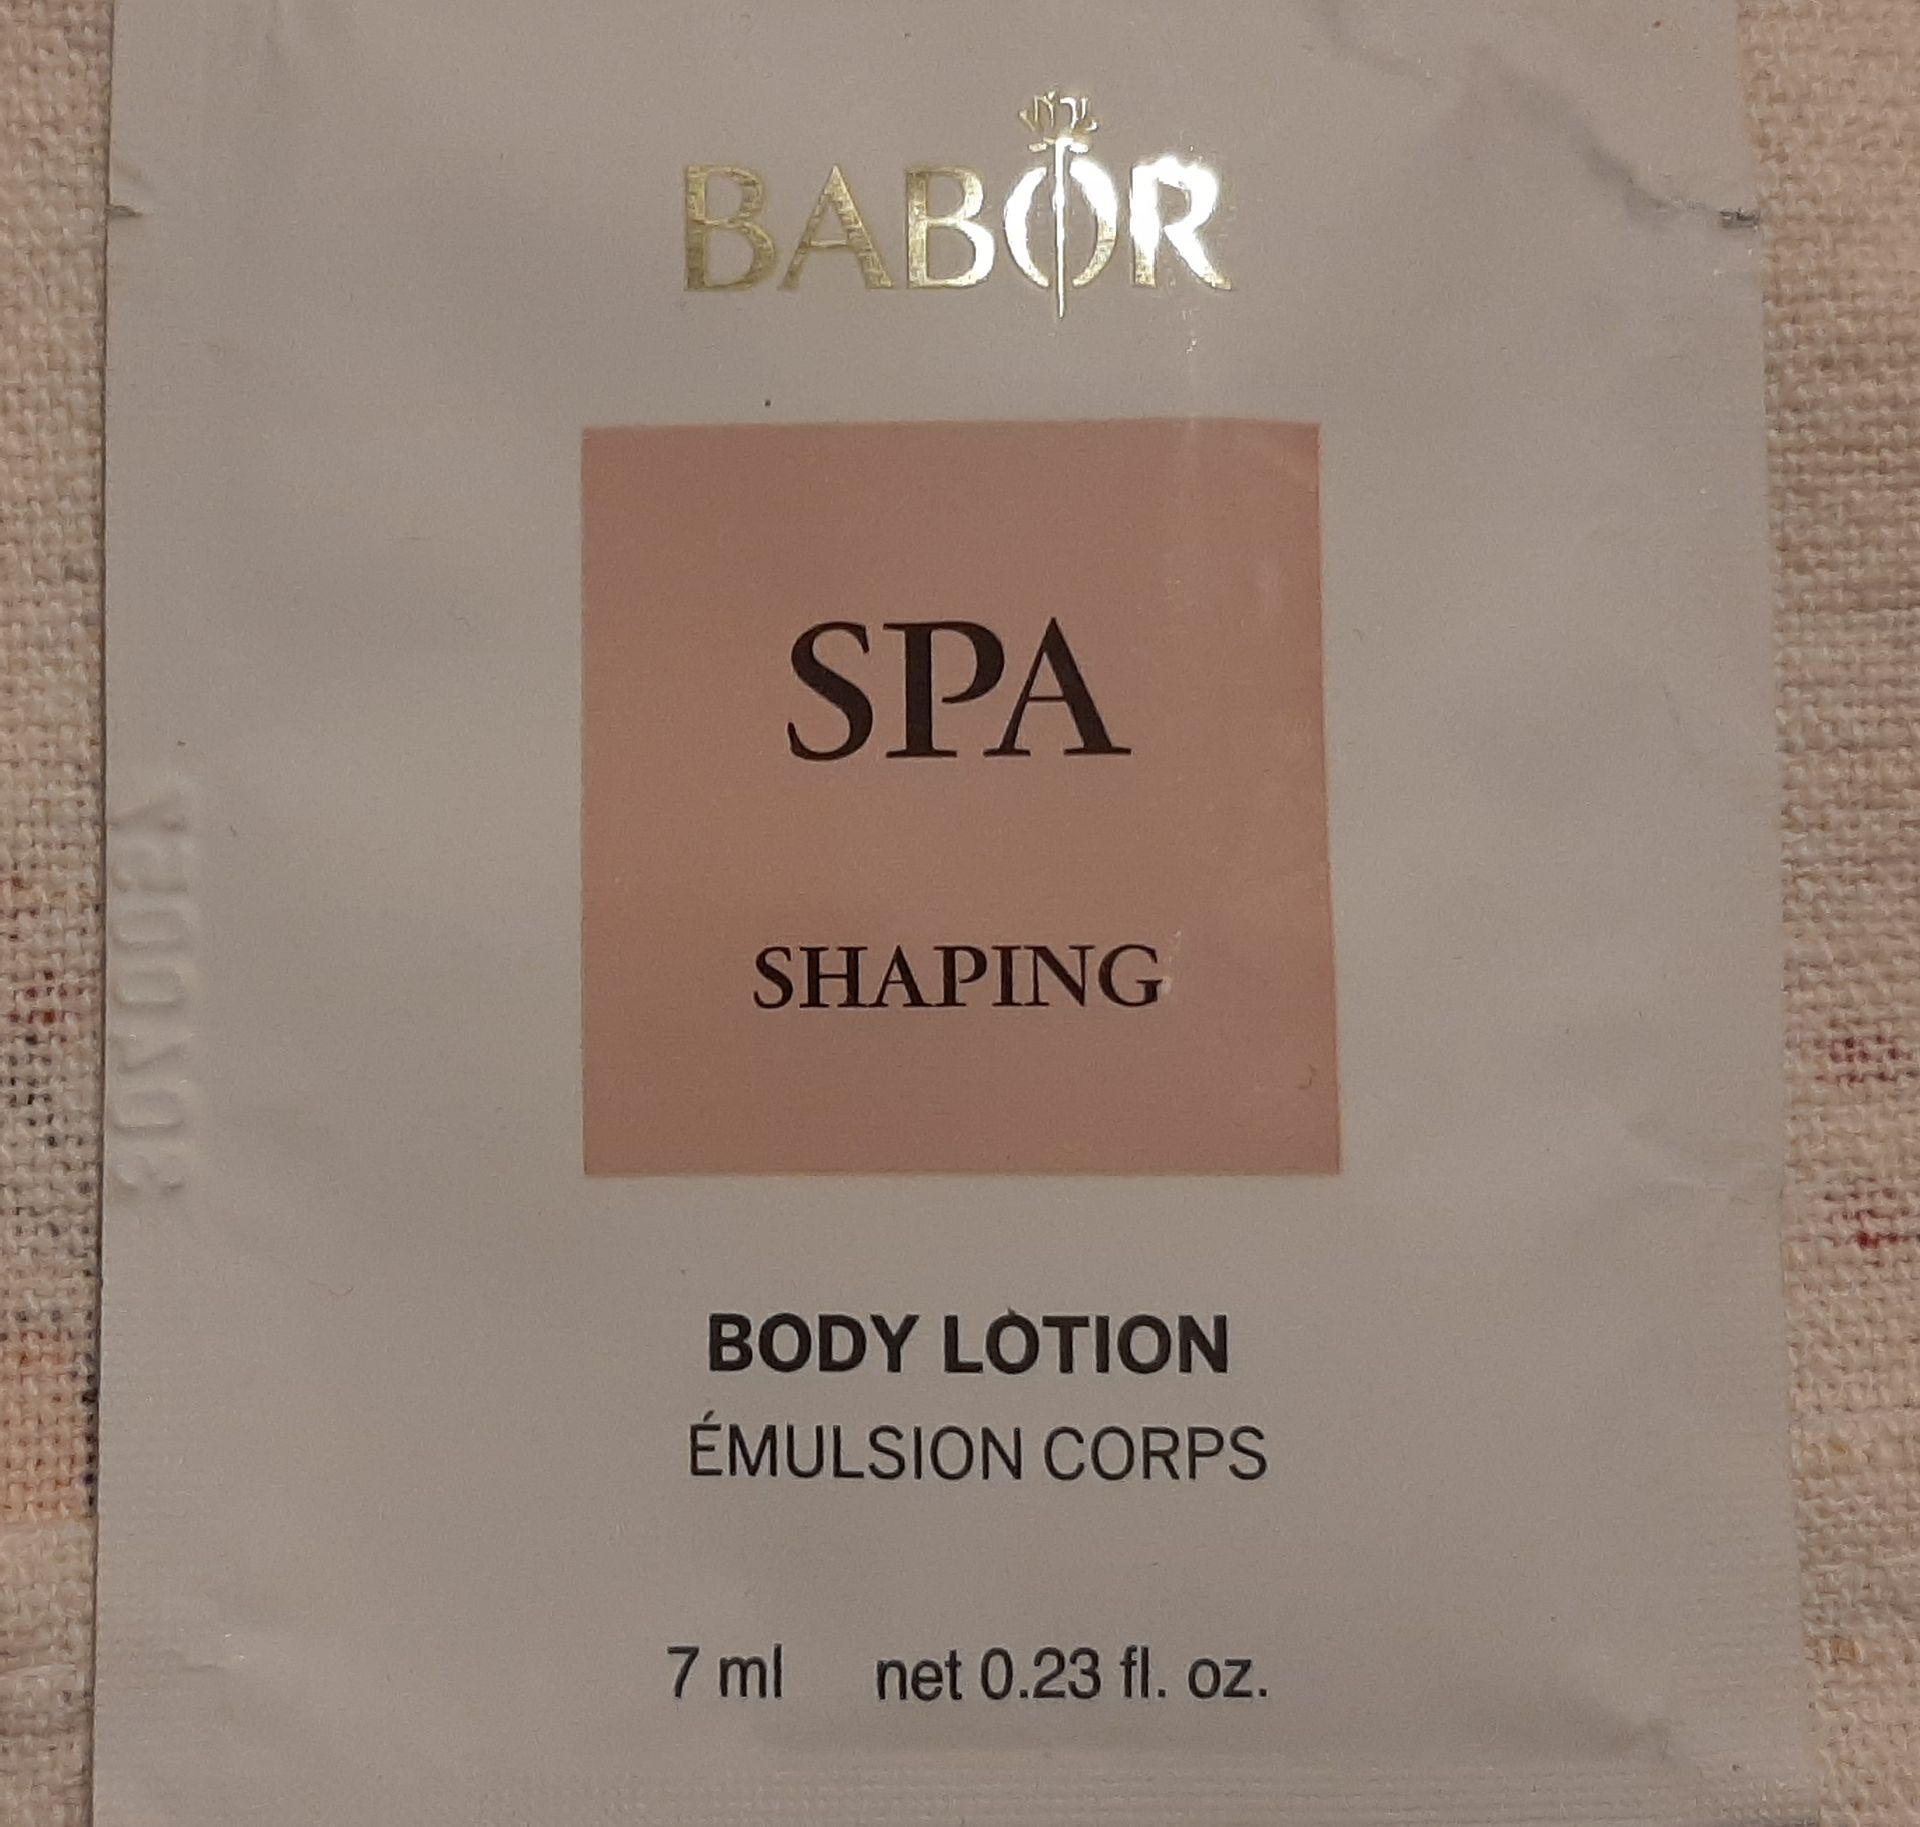 BABOR
SPA
SHAPING
BODY LOTION
ÉMULSION CORPS
7 ml net 0.23 fl. oz.